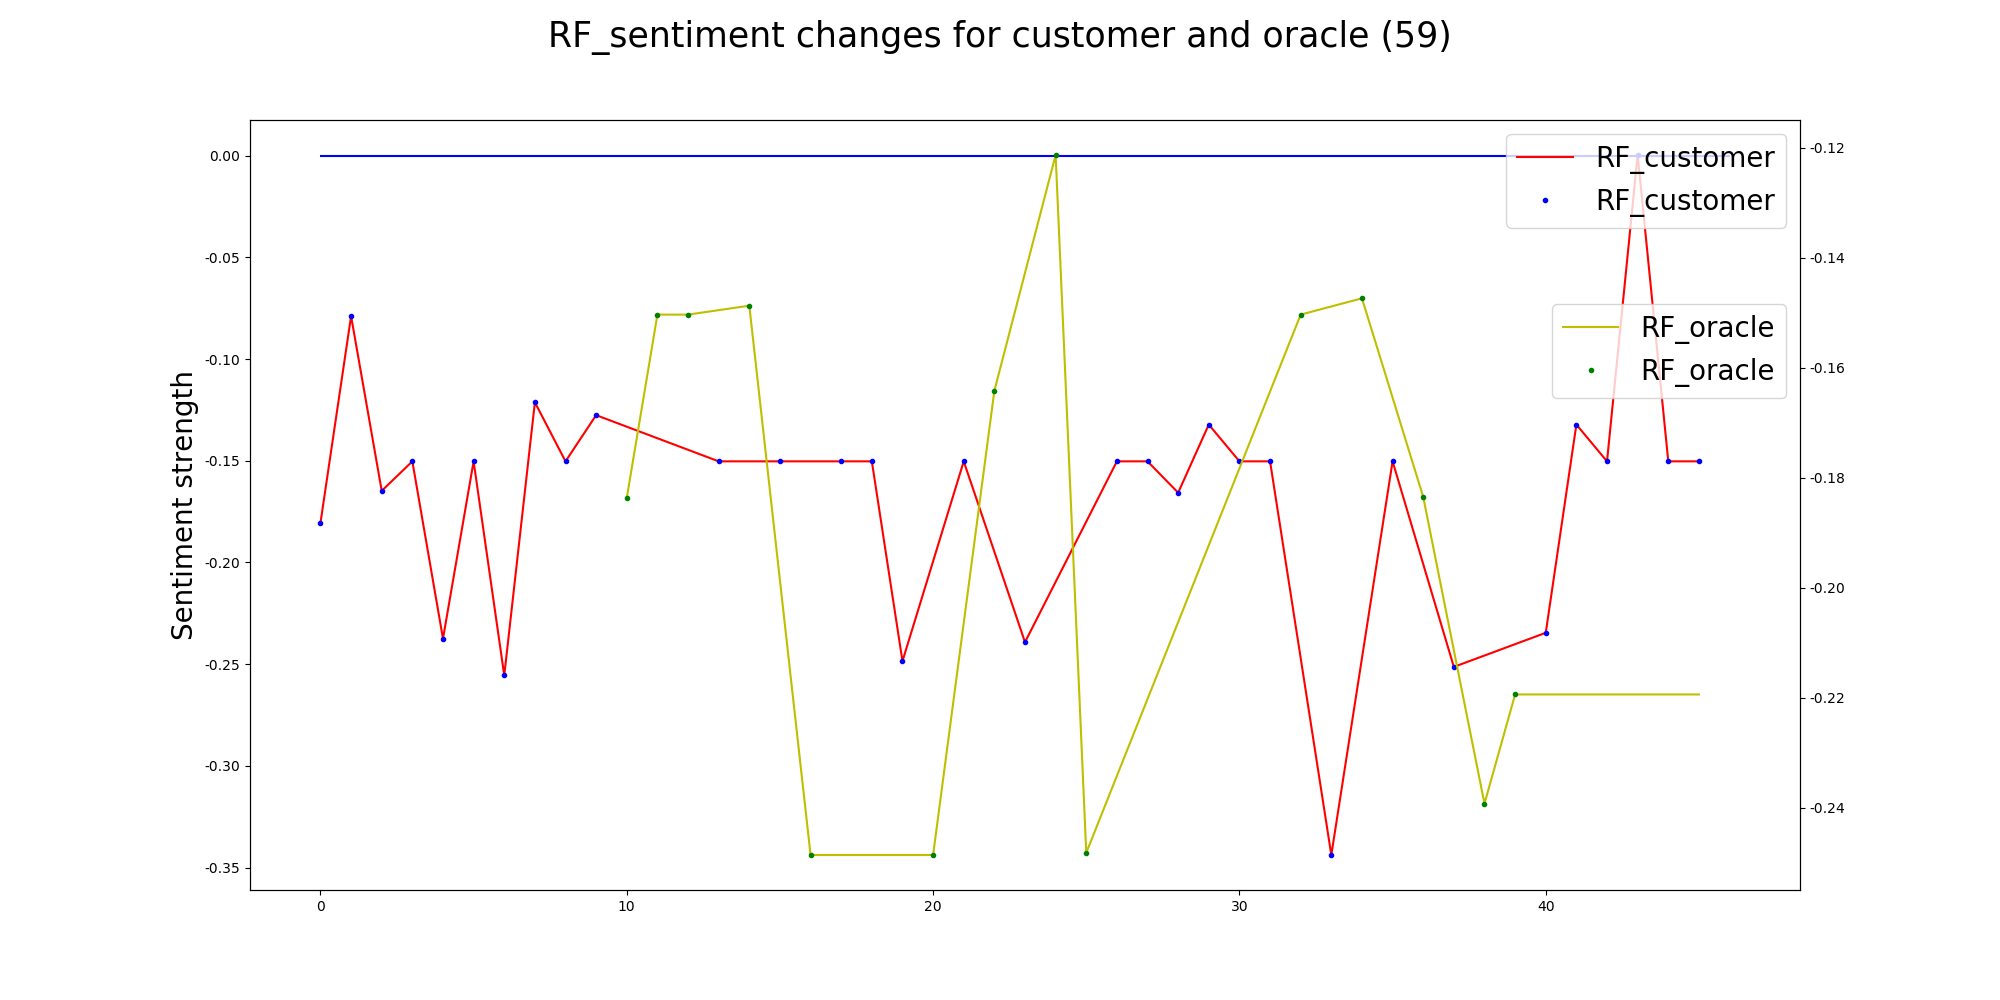 RF_sentiment changes for customer and oracle (59)
Sentiment strength
0.00
-0.05
-0.10
-0.15
-0.20
-0.25
-0.30
-0.35
RF_customer
RF_customer
RF_oracle
RF_oracle
-0.12
-0.14
-0.16
-0.18
-0.20
-0.22
-0.24
0 10 20 30 40